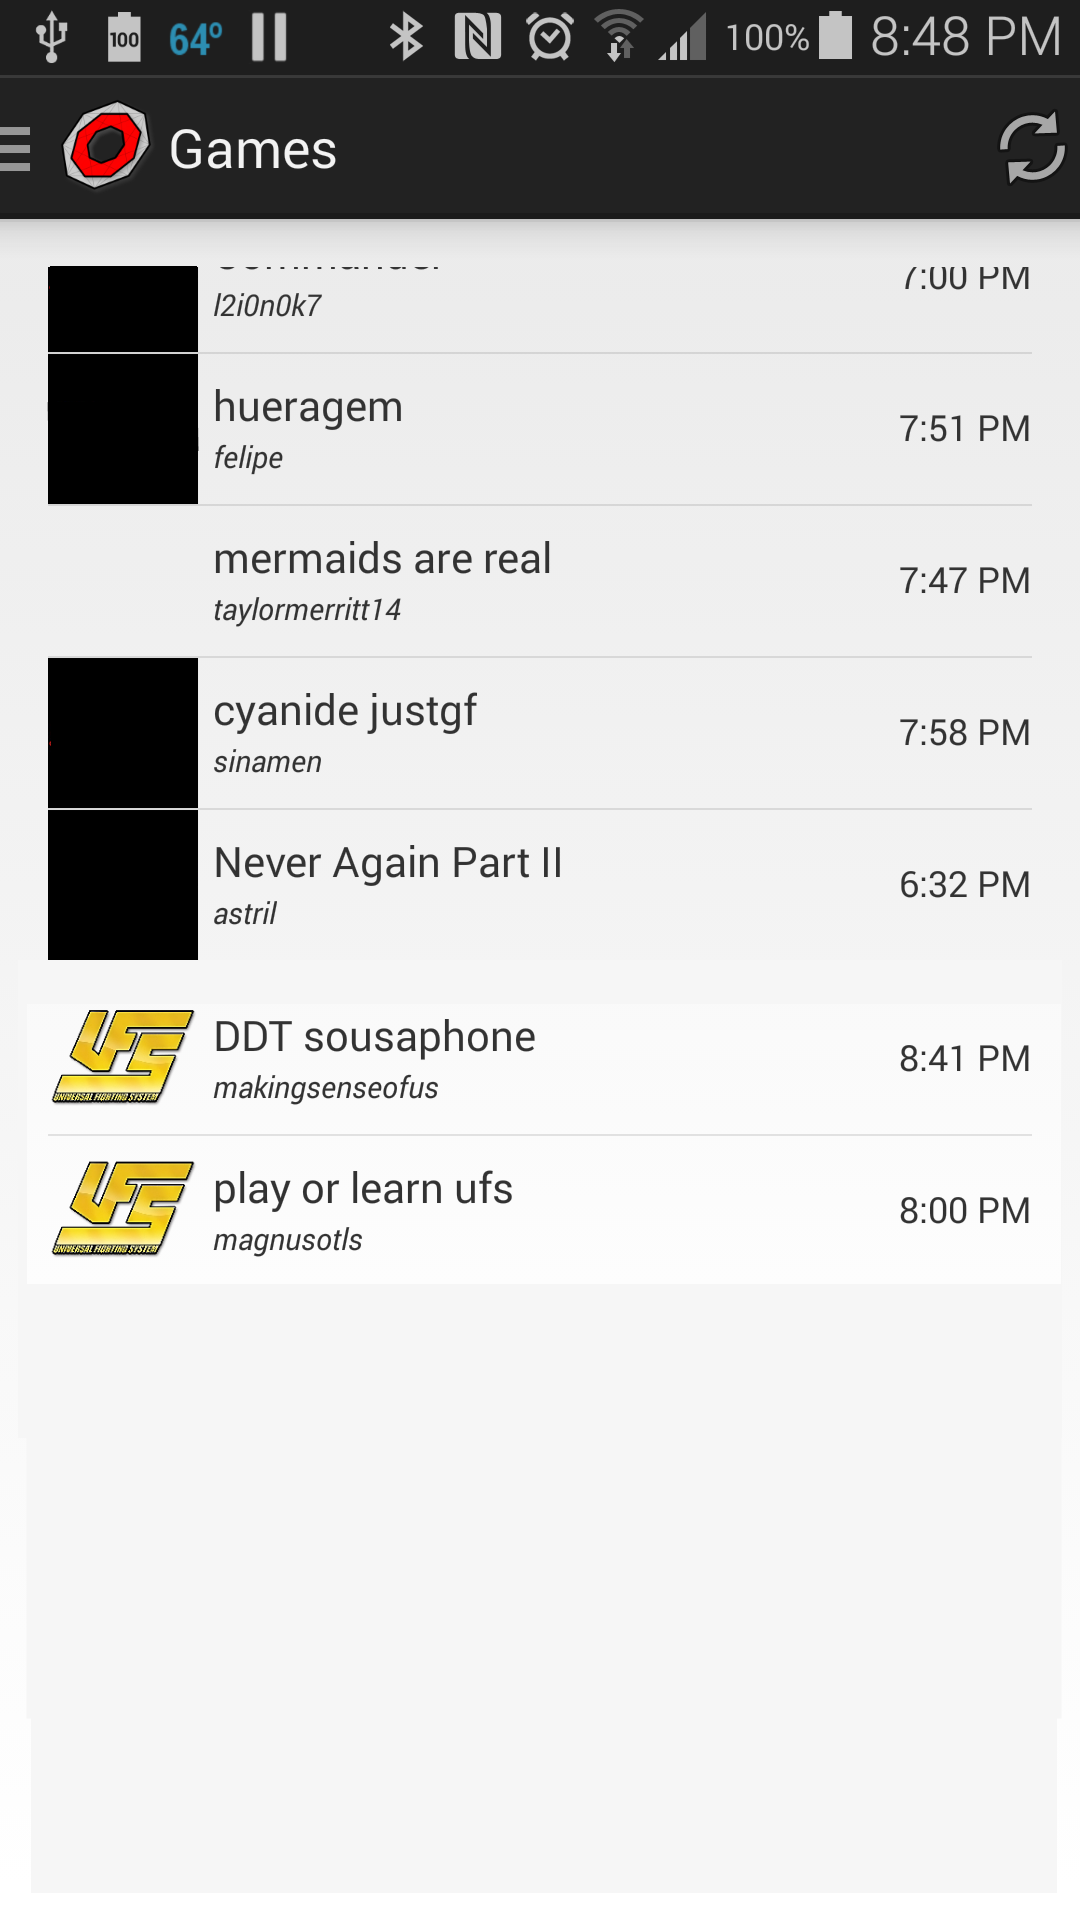 100 64° 100% 8:48 PM
Games
7:00 PM
l2i0n0k7
hueragem
7:51 PM
felipe
mermaids are real
7:47 PM
taylormerritt14
cyanide justgf
7:58 PM
sinamen
Never Again Part II
6:32 PM
astril
UFS
UNIVERSAL FIGHTING SYSTEM
DDT sousaphone
8:41 PM
makingsenseofus
UFS
UNIVERSAL FIGHTING SYSTEM
play or learn ufs
8:00 PM
magnusotls